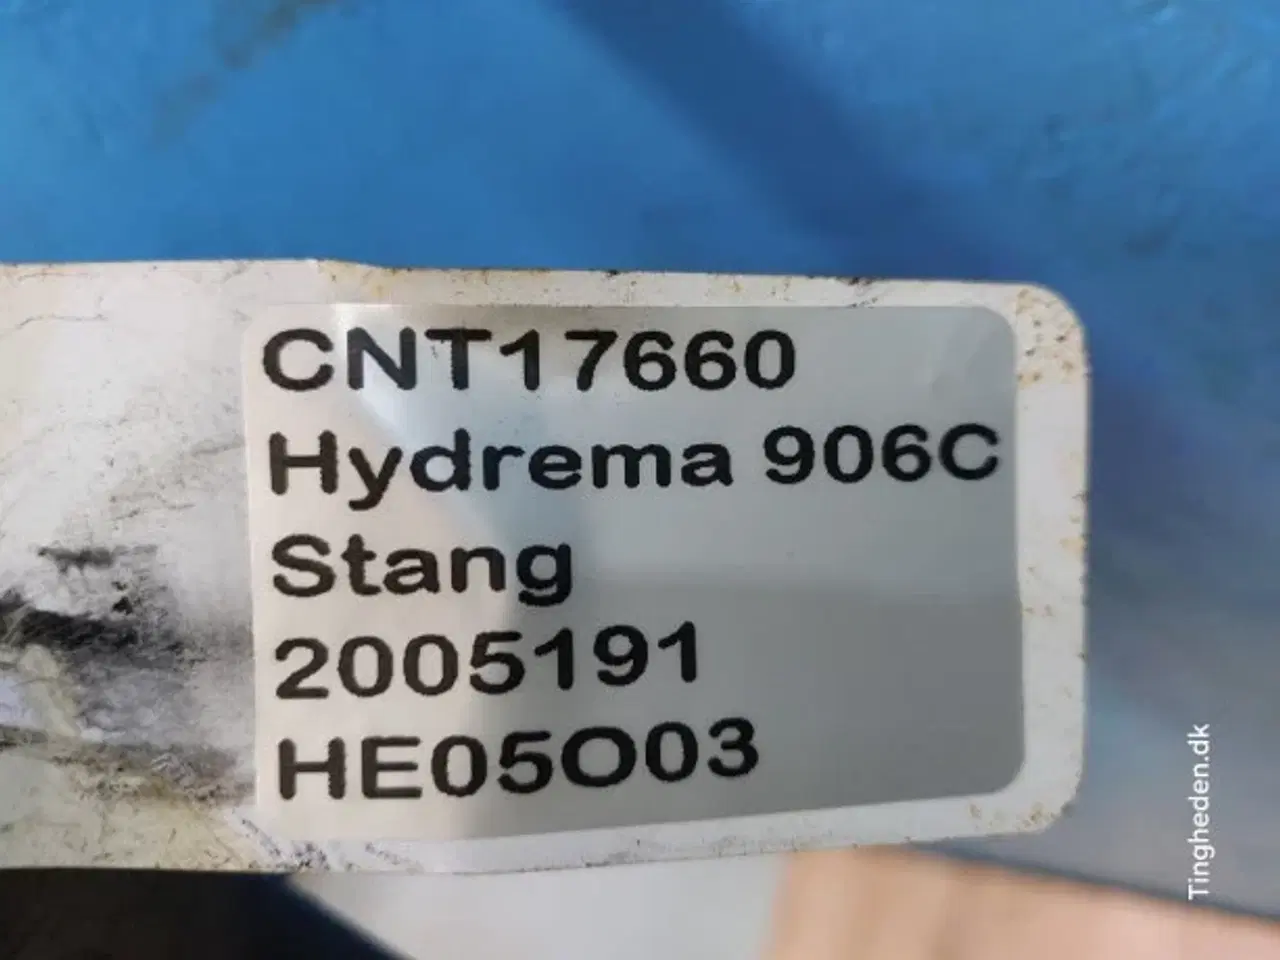 CNT17660
Hydrema 906C
Stang
2005191
HE05O03
Tingheden.dk